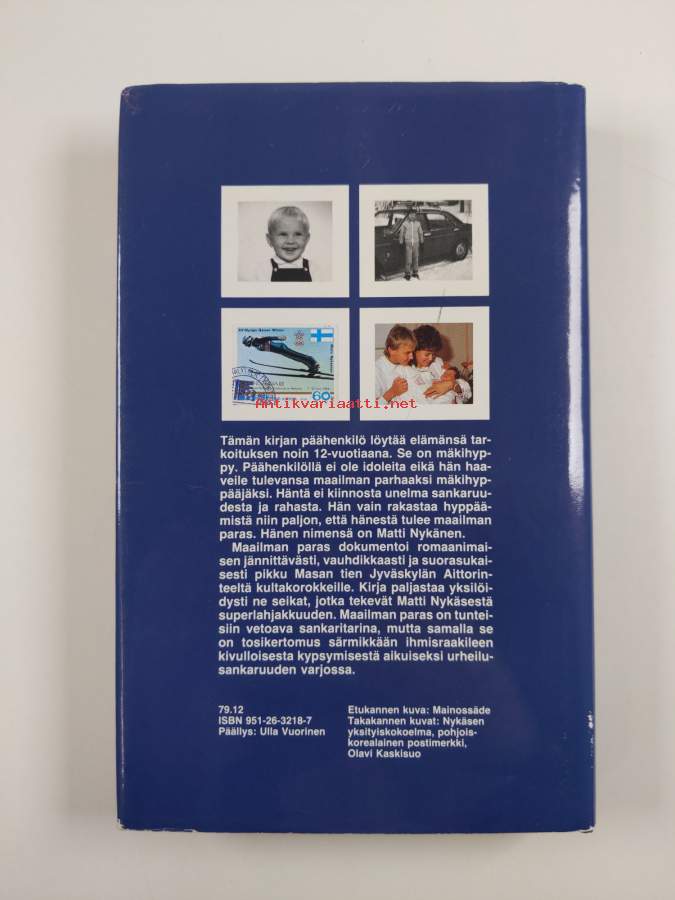 XV Olympic Games Winter
60
Antikvariaatti.net
Tämän kirjan päähenkilö löytää elämänsä tar-
koituksen noin 12-vuotiaana. Se on mäkihyp-
py. Päähenkilöllä ei ole idoleita eikä hän haa-
veile tulevansa maailman parhaaksi mäkihyp-
pääjäksi. Häntä ei kiinnosta unelma sankaruu-
desta ja rahasta. Hän vain rakastaa hyppää-
mistä niin paljon, että hänestä tulee maailman
paras. Hänen nimensä on Matti Nykänen.
Maailman paras dokumentoi romaanimai-
sen jännittävästi, vauhdikkaasti ja suorasukai-
sesti pikku Masan tien Jyväskylän Aittorin-
teeltä kultakorokkeille. Kirja paljastaa yksilöi-
dysti ne seikat, jotka tekevät Matti Nykäsestä
superlahjakkuuden. Maailman paras on tuntei-
siin vetoava sankaritarina, mutta samalla se
on tosikertomus särmikkään ihmisraakileen
kivulloisesta kypsymisestä aikuiseksi urheilu-
sankaruuden varjossa.
79.12
ISBN 951-26-3218-7
Päällys: Ulla Vuorinen
Etukannen kuva: Mainossäde
Takakannen kuvat: Nykäsen
yksityiskokoelma, pohjois-
korealainen postimerkki,
Olavi Kaskisuo